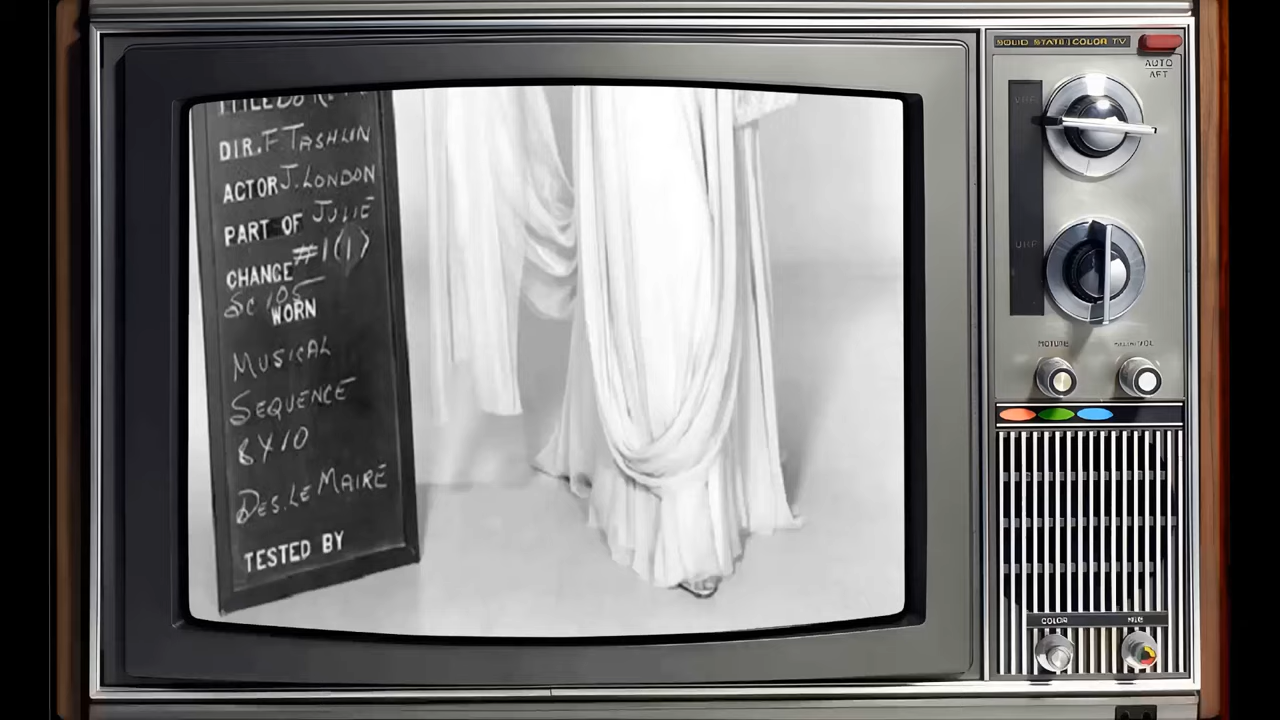 SOLID STATE|COLOR TV
AUTO
AFT
VHF
UHF
COLOR
DIR. F. TASHLIN
ACTOR J. LONDON
PART OF JULIE
CHANGE #1(1)
SC 105
WORN
MUSICAL
SEQUENCE
8X10
DES. LE MAIRE
TESTED BY